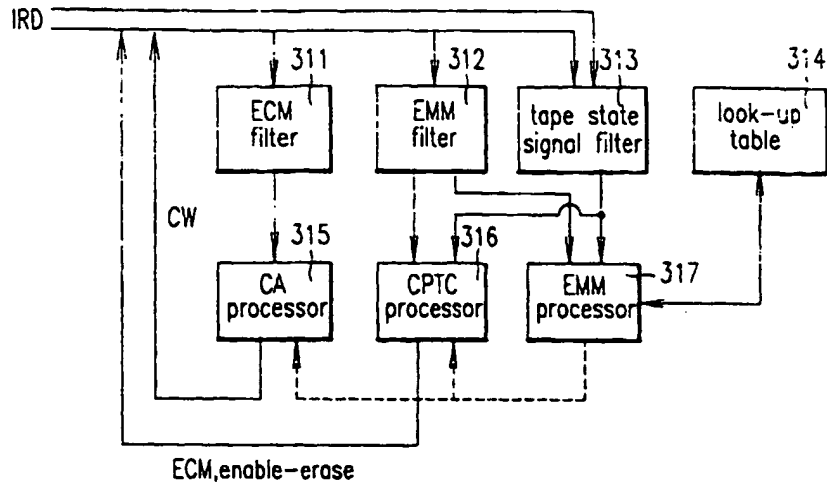 IRD
311
312
313
314
ECM
filter
EMM
filter
tape state
signal filter
look-up
table
CW
315
316
317
CA
processor
CPTC
processor
EMM
processor
ECM,enable-erase